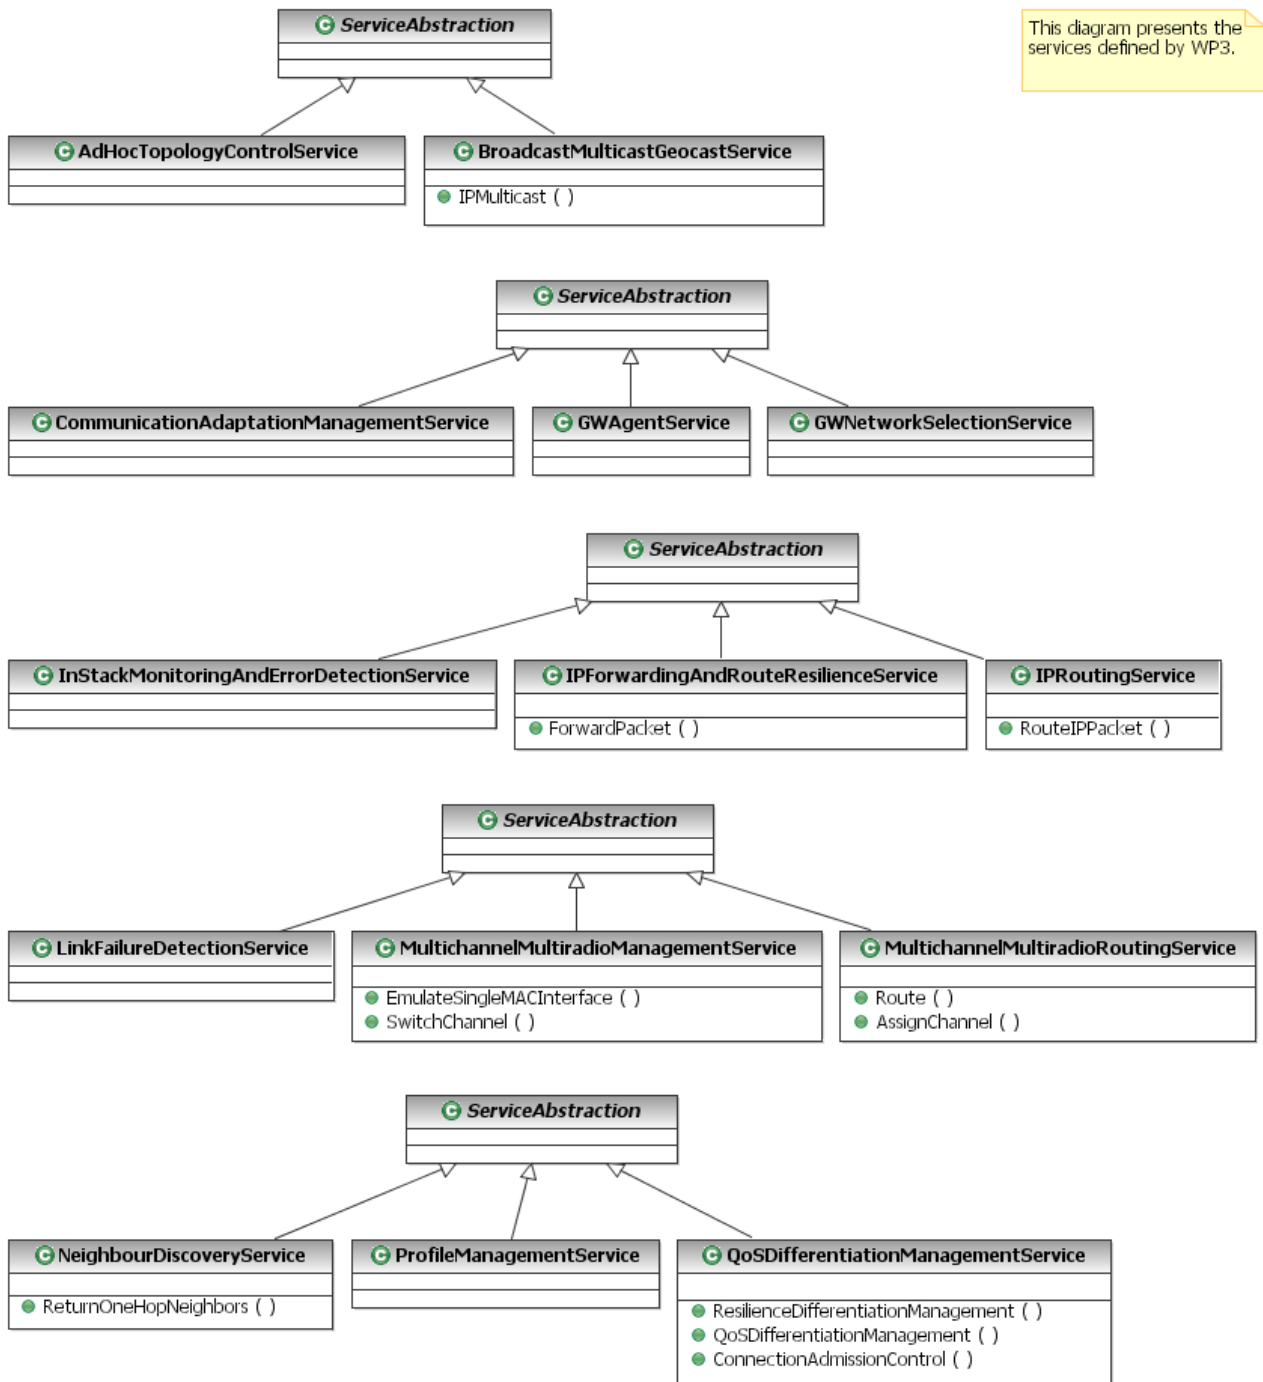 ServiceAbstraction
This diagram presents the
services defined by WP3.
AdHocTopologyControlService
BroadcastMulticastGeocastService
IPMulticast ( )
ServiceAbstraction
CommunicationAdaptationManagementService
GWAgentService
GWNetworkSelectionService
ServiceAbstraction
InStackMonitoringAndErrorDetectionService
IPForwardingAndRouteResilienceService
ForwardPacket ( )
IPRoutingService
RouteIPPacket ( )
ServiceAbstraction
LinkFailureDetectionService
MultichannelMultiradioManagementService
EmulateSingleMACInterface ( )
SwitchChannel ( )
MultichannelMultiradioRoutingService
Route ( )
AssignChannel ( )
ServiceAbstraction
NeighbourDiscoveryService
ReturnOneHopNeighbors ( )
ProfileManagementService
QoSDifferentiationManagementService
ResilienceDifferentiationManagement ( )
QoSDifferentiationManagement ( )
ConnectionAdmissionControl ( )